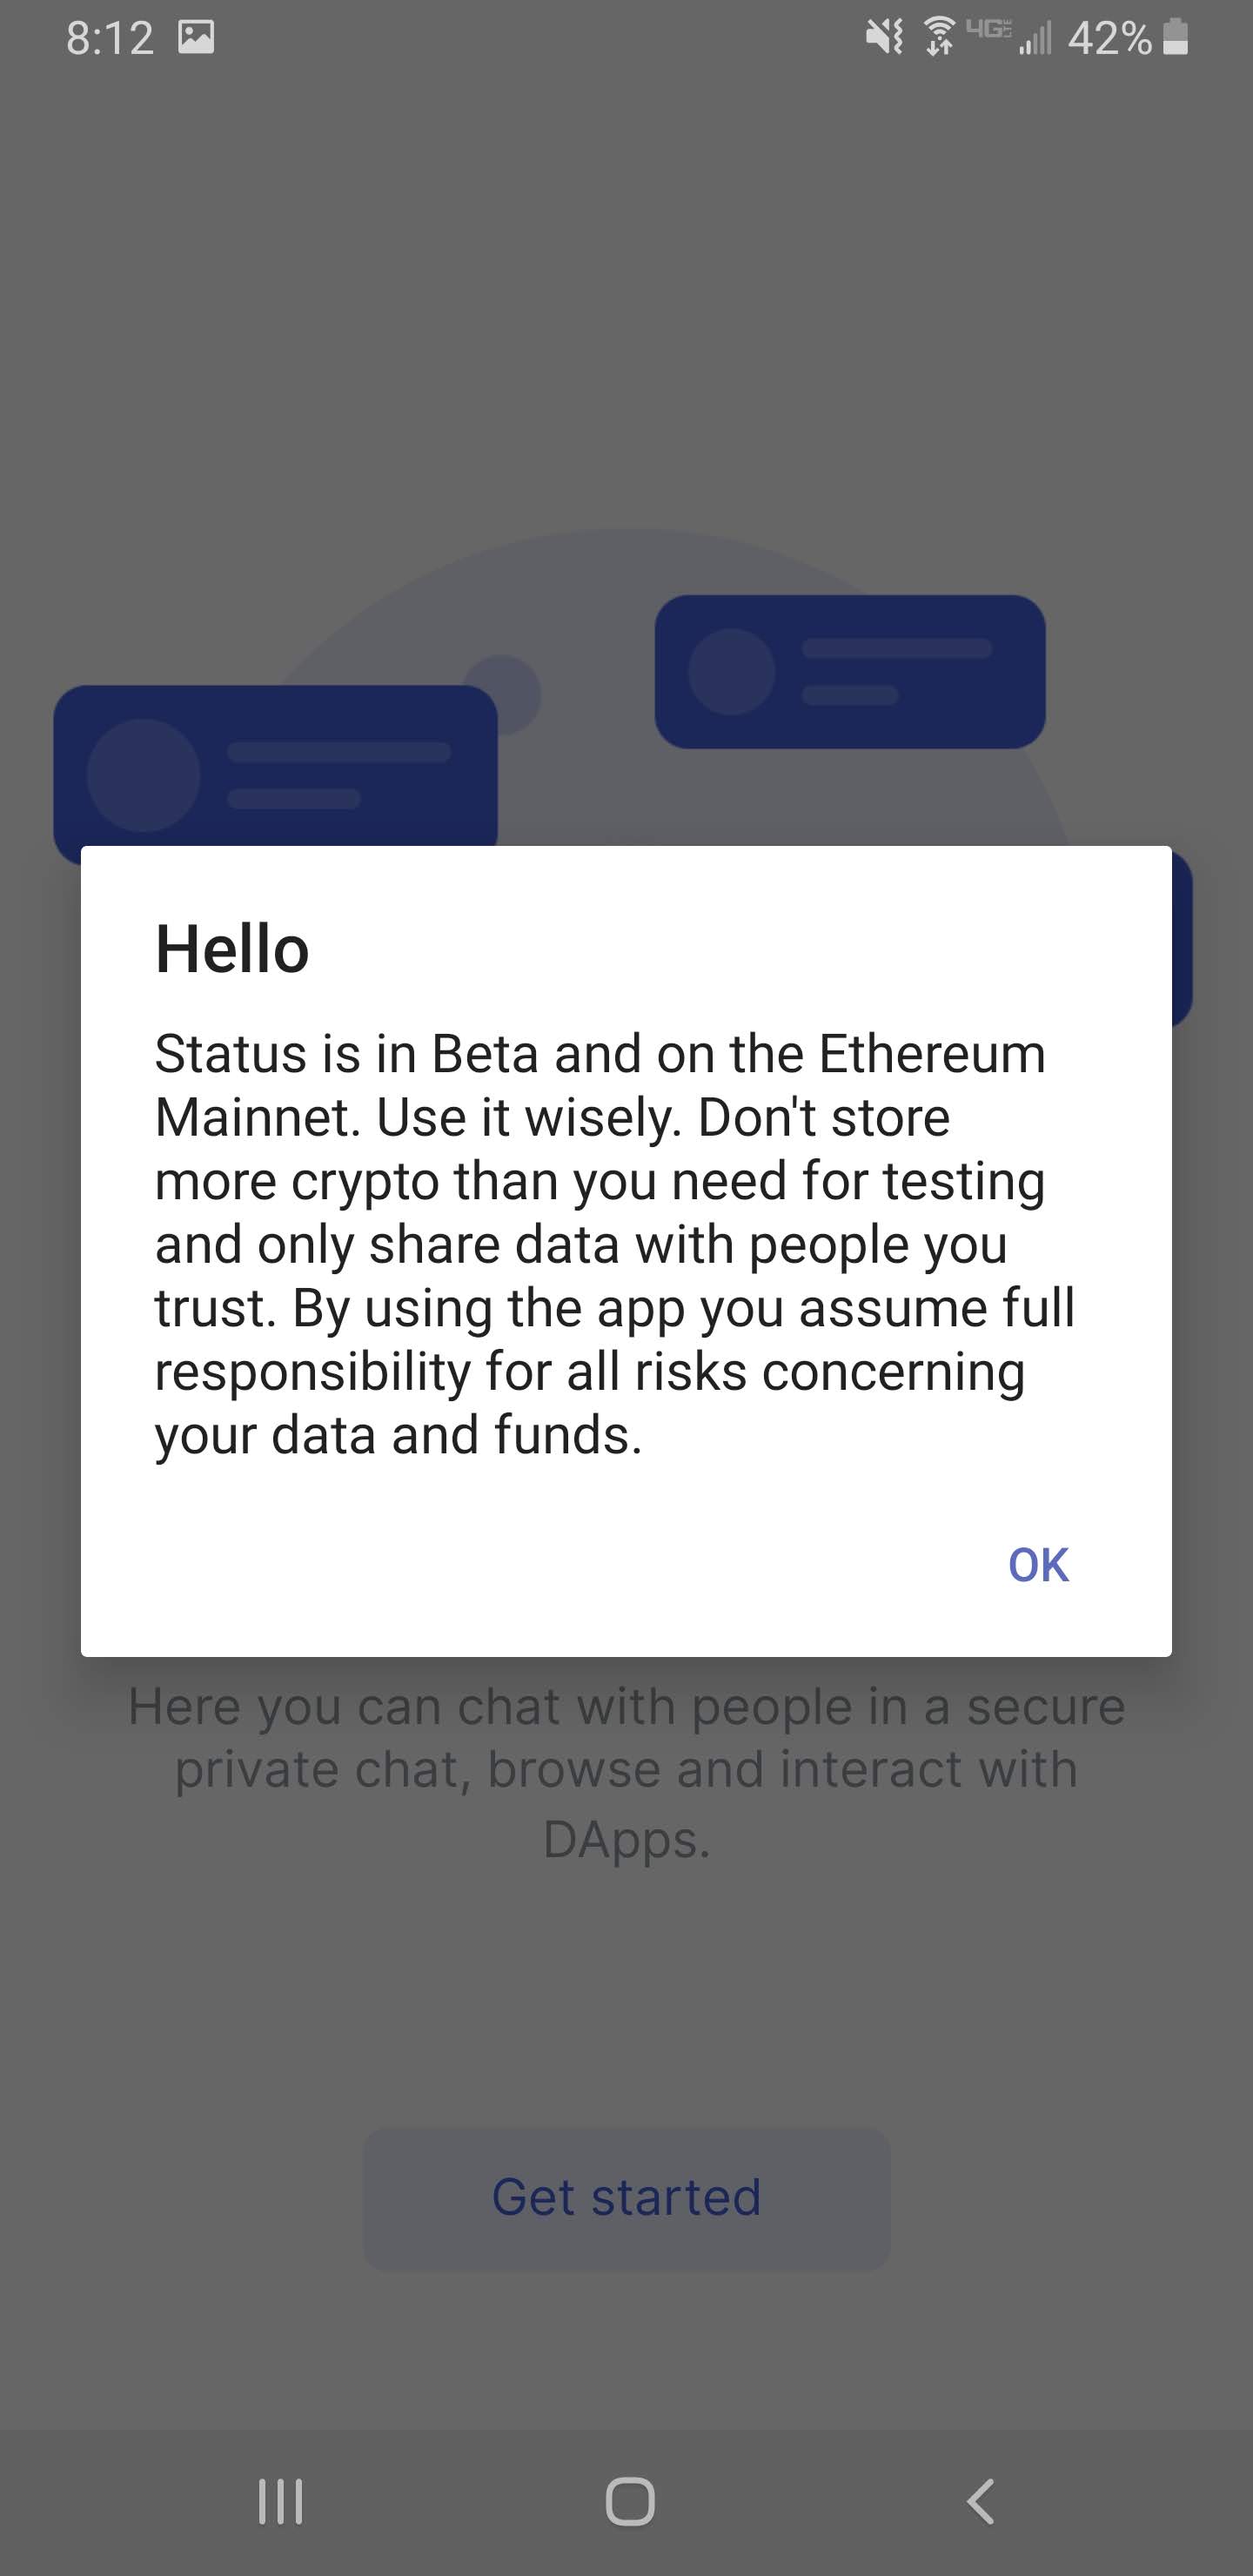 8:12
4G LTE 42%
Hello
Status is in Beta and on the Ethereum
Mainnet. Use it wisely. Don't store
more crypto than you need for testing
and only share data with people you
trust. By using the app you assume full
responsibility for all risks concerning
your data and funds.
OK
Here you can chat with people in a secure
private chat, browse and interact with
DApps.
Get started